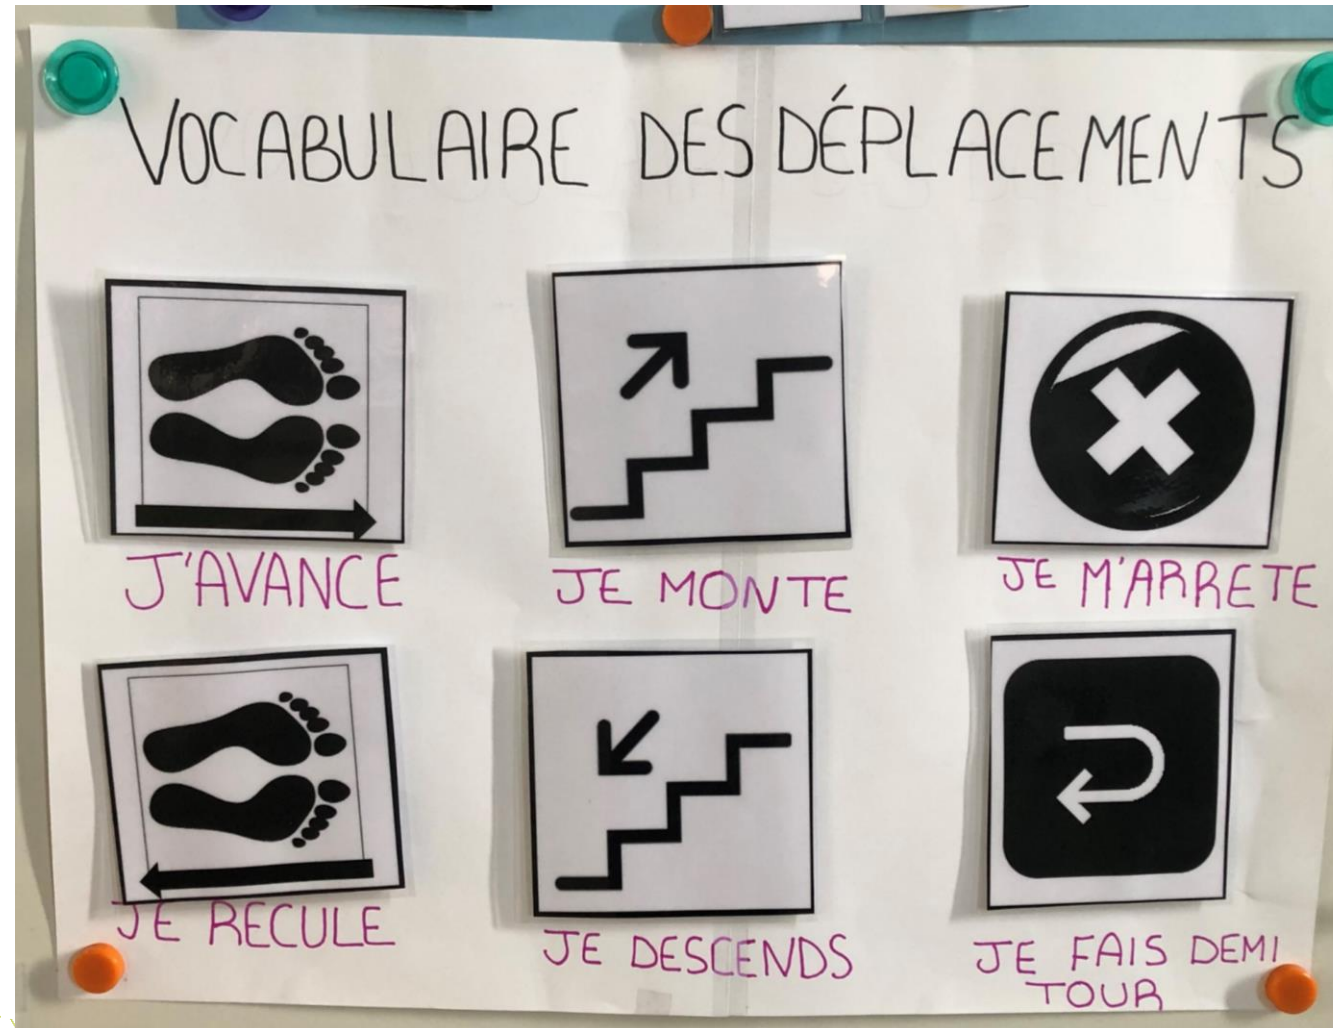 VOCABULAIRE DES DÉPLACEMENTS
J'AVANCE
JE MONTE
JE M'ARRETE
JE RECULE
JE DESCENDS
JE FAIS DEMI
TOUR